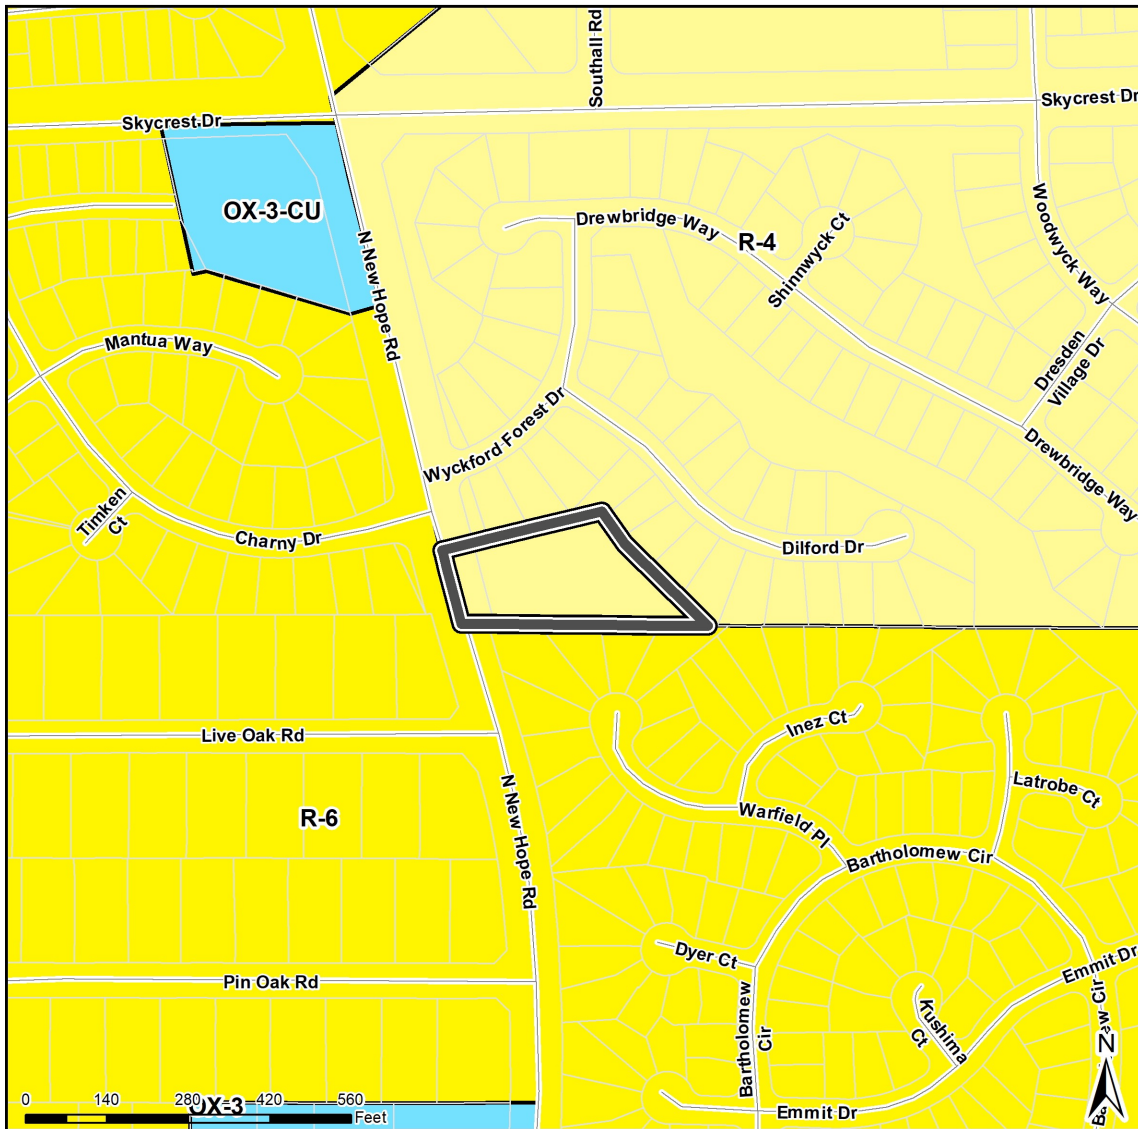 Southall Rd
Skycrest Dr
Skycrest Dr
OX-3-CU
Drewbridge Way
R-4
Shinnwyck Ct
Woodwyck Way
N New Hope Rd
Mantua Way
Dresden
Village Dr
Wyckford Forest Dr
Drewbridge Way
Timken
Ct
Charny Dr
Dilford Dr
Live Oak Rd
Inez Ct
Latrobe Ct
N New Hope Rd
R-6
Warfield Pl
Bartholomew Cir
Dyer Ct
Emmit Dr
Pin Oak Rd
Bartholomew
Cir
Kushima
Ct
ew Cir
N
0 140 280 420 560
Feet
OX-3
Emmit Dr
Ba